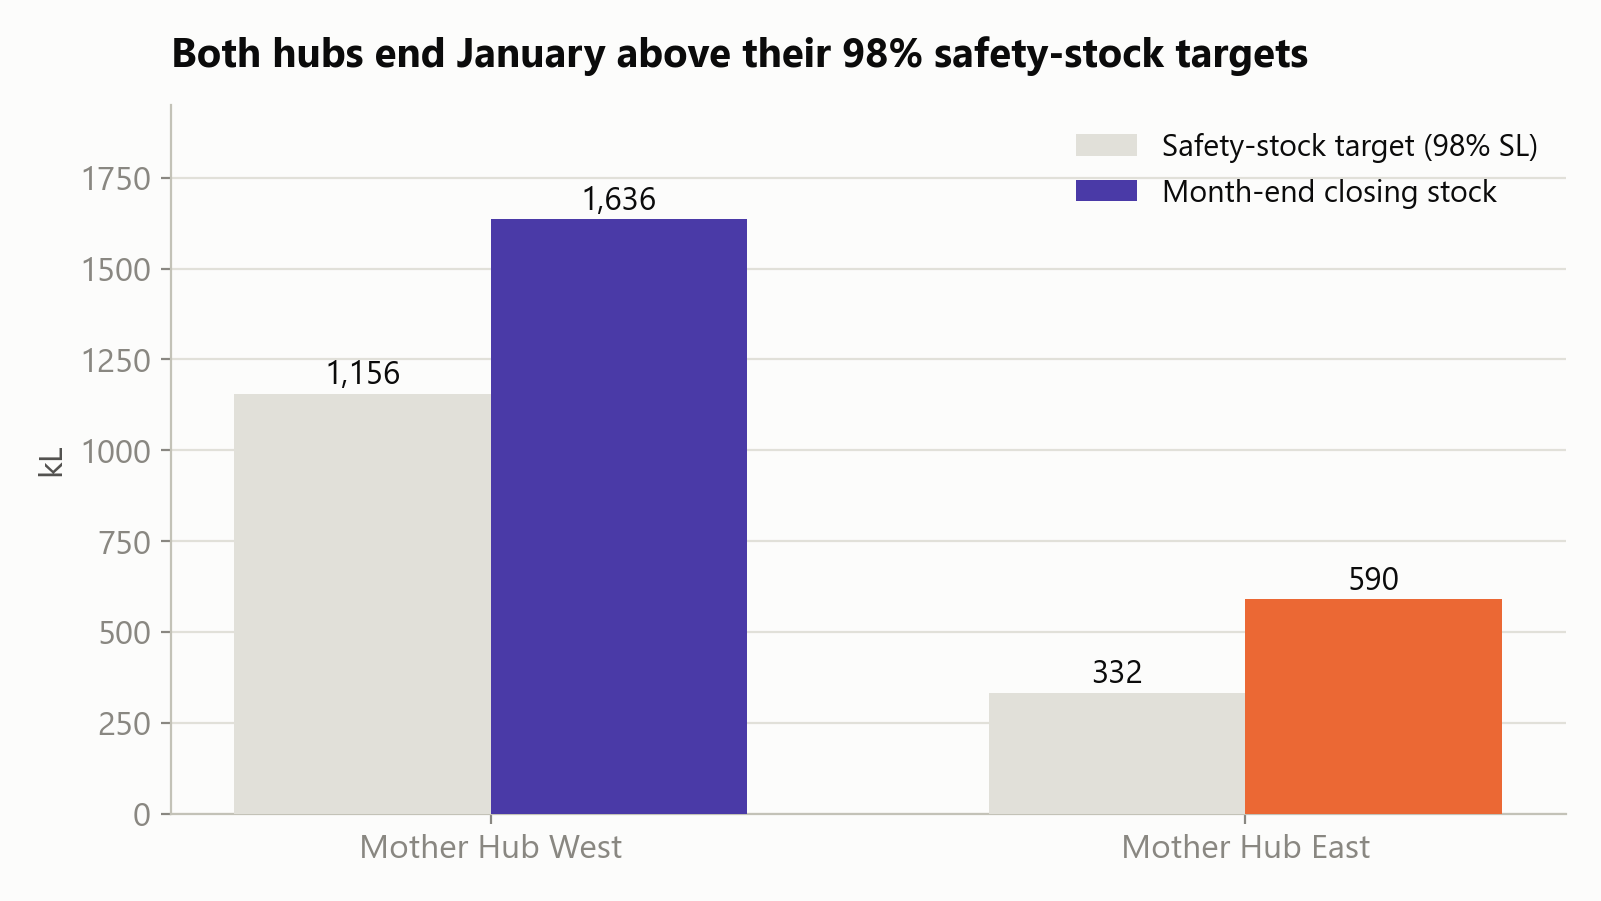 Both hubs end January above their 98% safety-stock targets
Safety-stock target (98% SL)
Month-end closing stock
kL
1750
1500
1250
1000
750
500
250
0
1,156
1,636
332
590
Mother Hub West
Mother Hub East